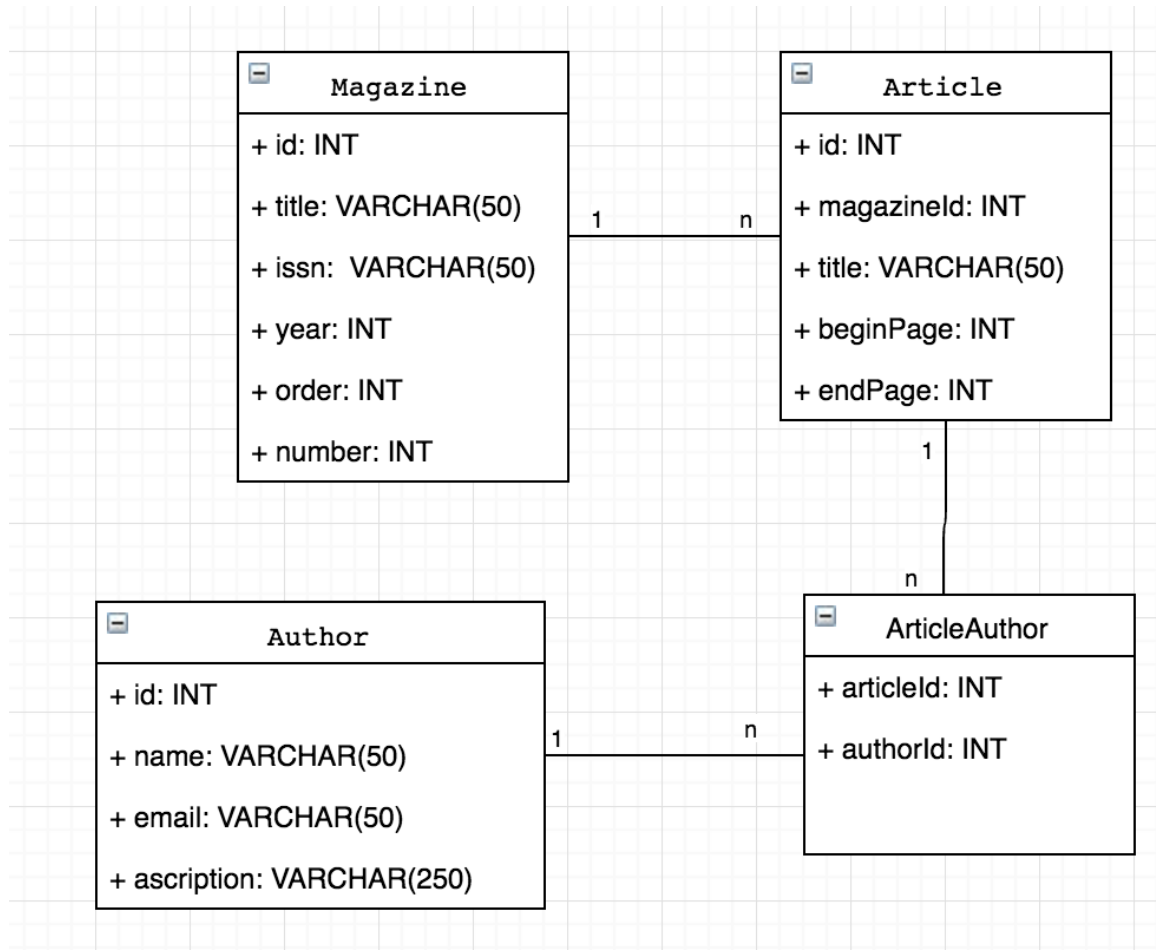 Magazine
+ id: INT
+ title: VARCHAR(50)
+ issn:  VARCHAR(50)
+ year: INT
+ order: INT
+ number: INT
1
n
Article
+ id: INT
+ magazineId: INT
+ title: VARCHAR(50)
+ beginPage: INT
+ endPage: INT
1
n
Author
+ id: INT
+ name: VARCHAR(50)
+ email: VARCHAR(50)
+ ascription: VARCHAR(250)
1
n
ArticleAuthor
+ articleId: INT
+ authorId: INT